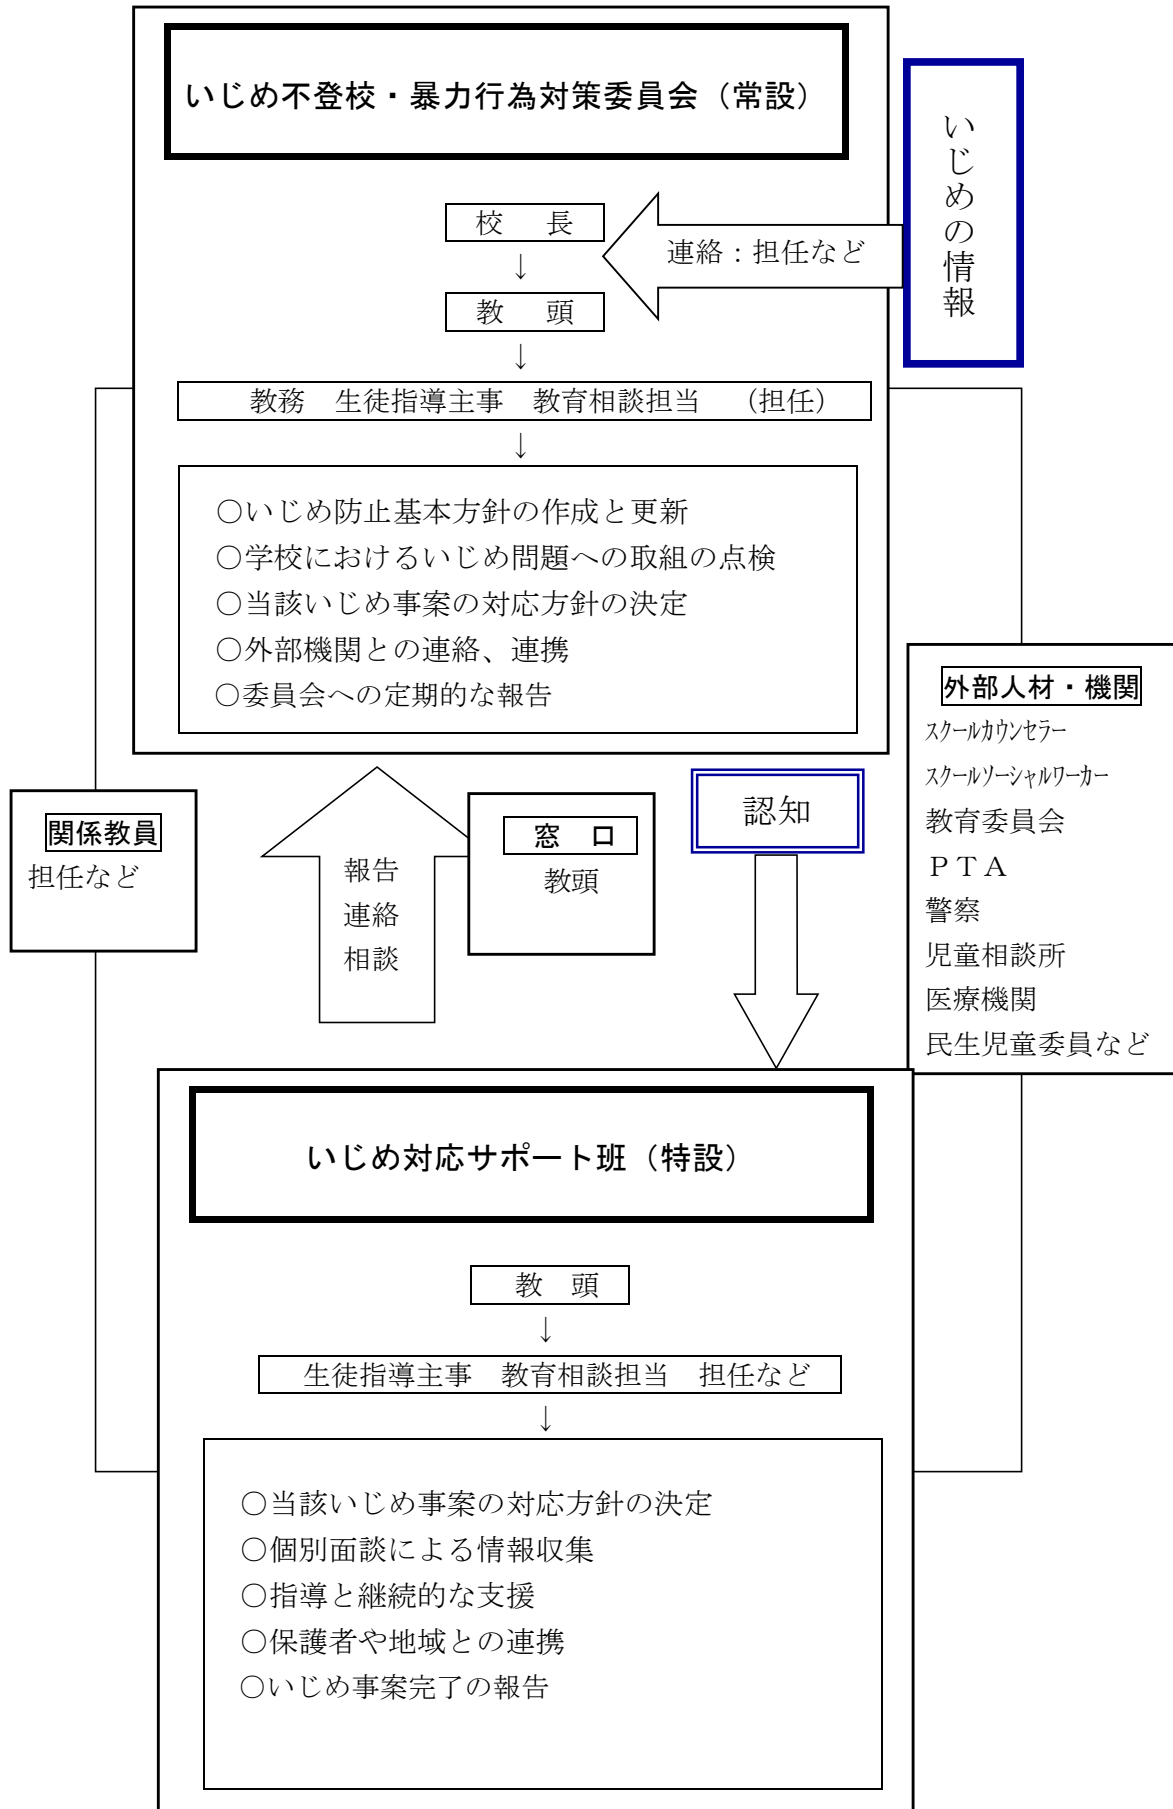 いじめ不登校・暴力行為対策委員会（常設）
いじめの情報
校　長
連絡：担任など
↓
教　頭
↓
教務　生徒指導主事　教育相談担当　（担任）
↓
○いじめ防止基本方針の作成と更新
○学校におけるいじめ問題への取組の点検
○当該いじめ事案の対応方針の決定
○外部機関との連絡、連携
○委員会への定期的な報告
外部人材・機関
スクールカウンセラー
スクールソーシャルワーカー
教育委員会
ＰＴＡ
警察
児童相談所
医療機関
民生児童委員など
関係教員
担任など
報告
連絡
相談
窓　口
教頭
認知
いじめ対応サポート班（特設）
教　頭
↓
生徒指導主事　教育相談担当　担任など
↓
○当該いじめ事案の対応方針の決定
○個別面談による情報収集
○指導と継続的な支援
○保護者や地域との連携
○いじめ事案完了の報告